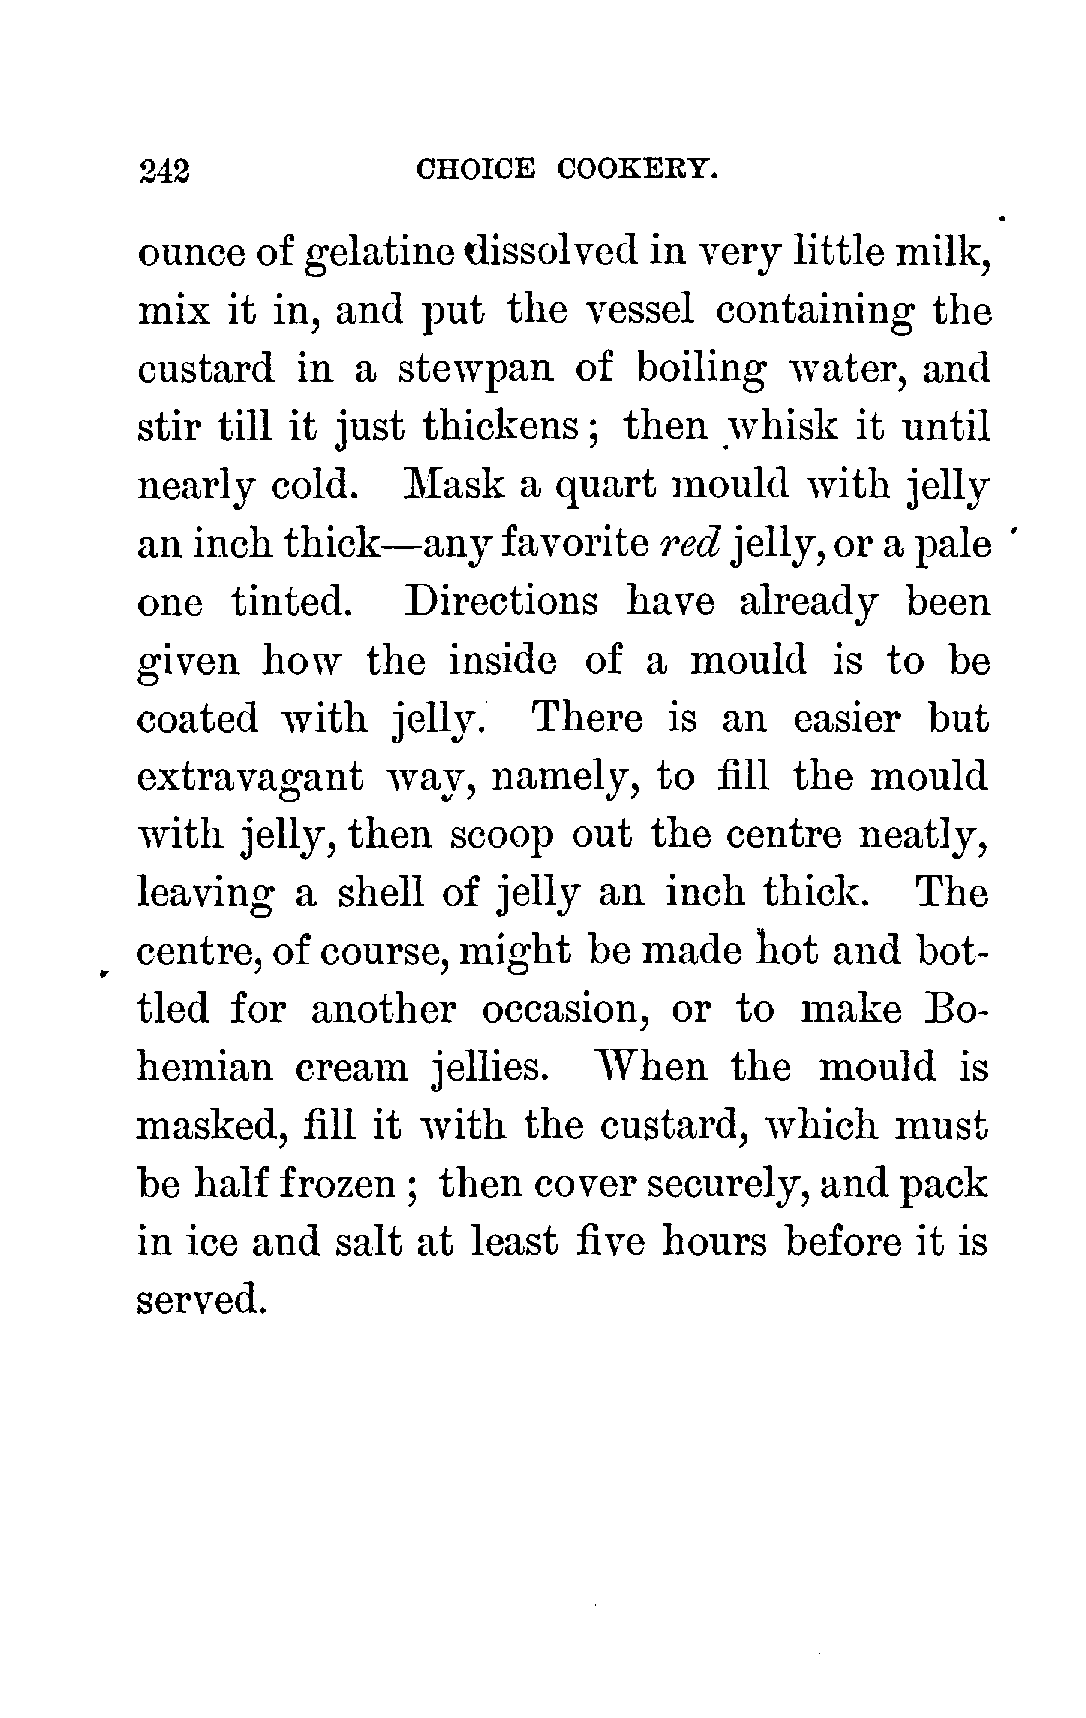 242 CHOICE COOKERY.
ounce of gelatine dissolved in very little milk,
mix it in, and put the vessel containing the
custard in a stewpan of boiling water, and
stir till it just thickens; then whisk it until
nearly cold. Mask a quart mould with jelly
an inch thick—any favorite red jelly, or a pale
one tinted. Directions have already been
given how the inside of a mould is to be
coated with jelly. There is an easier but
extravagant way, namely, to fill the mould
with jelly, then scoop out the centre neatly,
leaving a shell of jelly an inch thick. The
centre, of course, might be made hot and bot-
tled for another occasion, or to make Bo-
hemian cream jellies. When the mould is
masked, fill it with the custard, which must
be half frozen; then cover securely, and pack
in ice and salt at least five hours before it is
served.